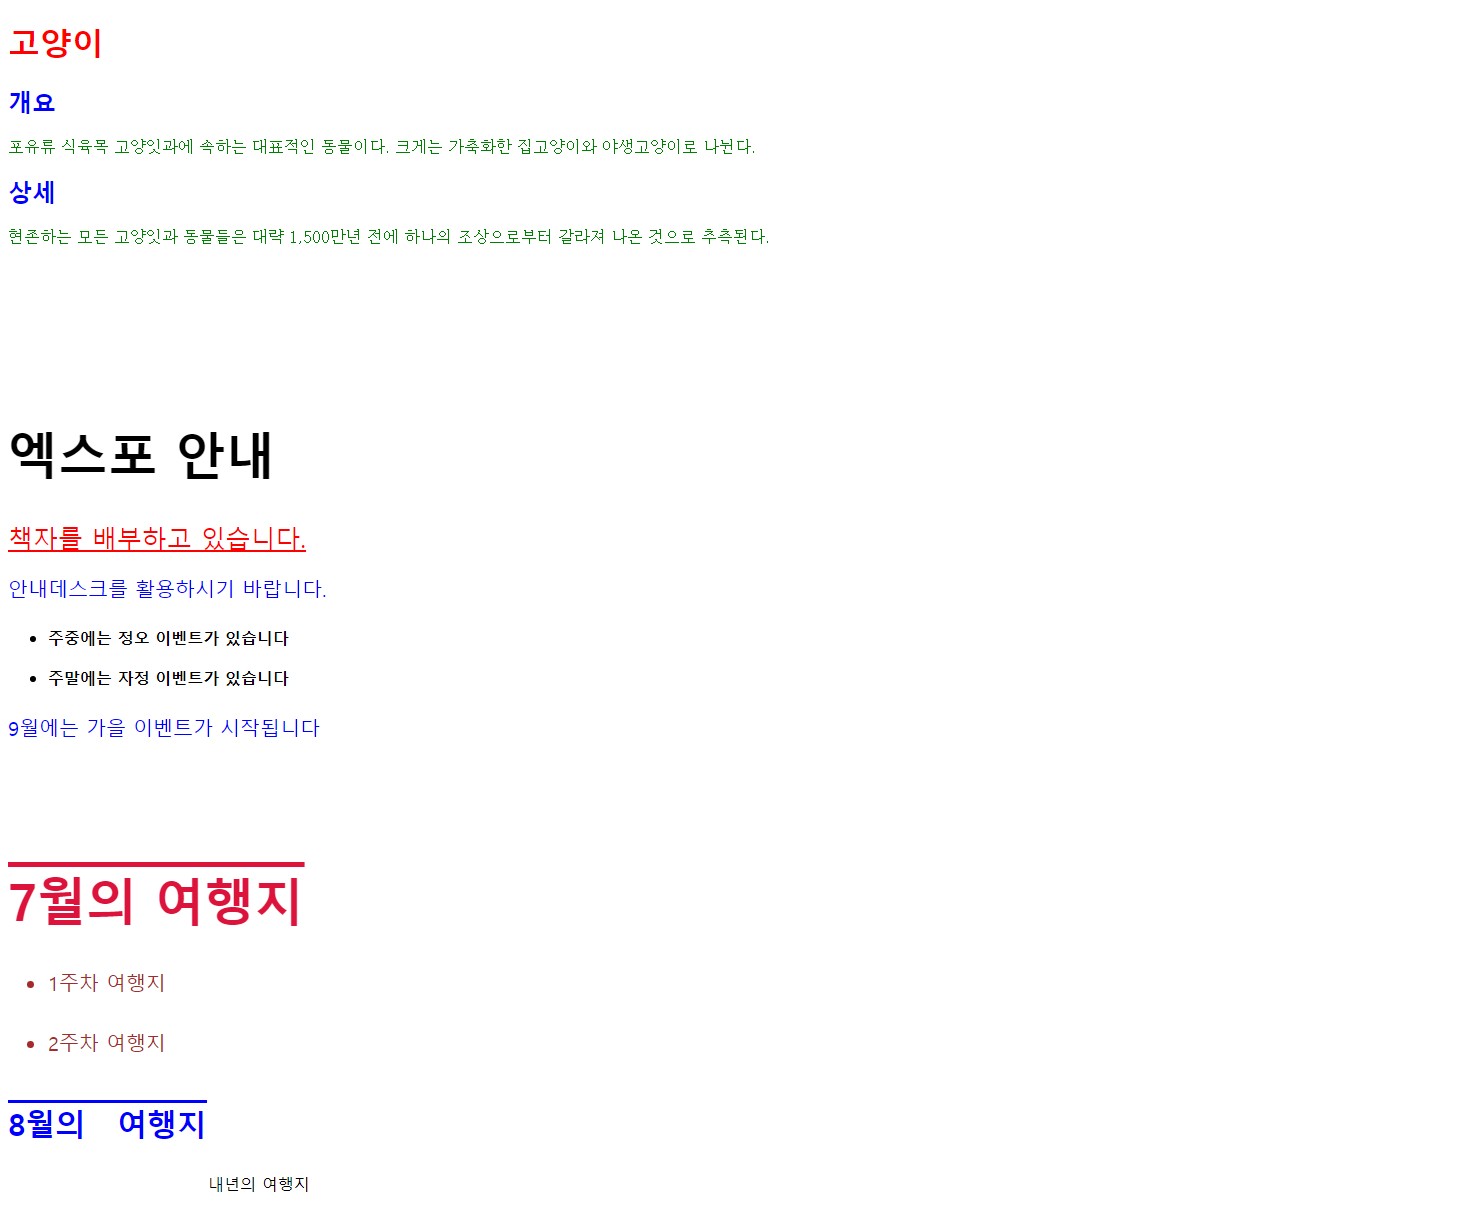 고양이
개요
포유류 식육목 고양잇과에 속하는 대표적인 동물이다. 크게는 가축화한 집고양이와 야생고양이로 나뉜다.
상세
현존하는 모든 고양잇과 동물들은 대략 1,500만년 전에 하나의 조상으로부터 갈라져 나온 것으로 추측된다.
엑스포 안내
책자를 배부하고 있습니다.
안내데스크를 활용하시기 바랍니다.
• 주중에는 정오 이벤트가 있습니다
• 주말에는 자정 이벤트가 있습니다
9월에는 가을 이벤트가 시작됩니다
7월의 여행지
• 1주차 여행지
• 2주차 여행지
8월의 여행지
내년의 여행지